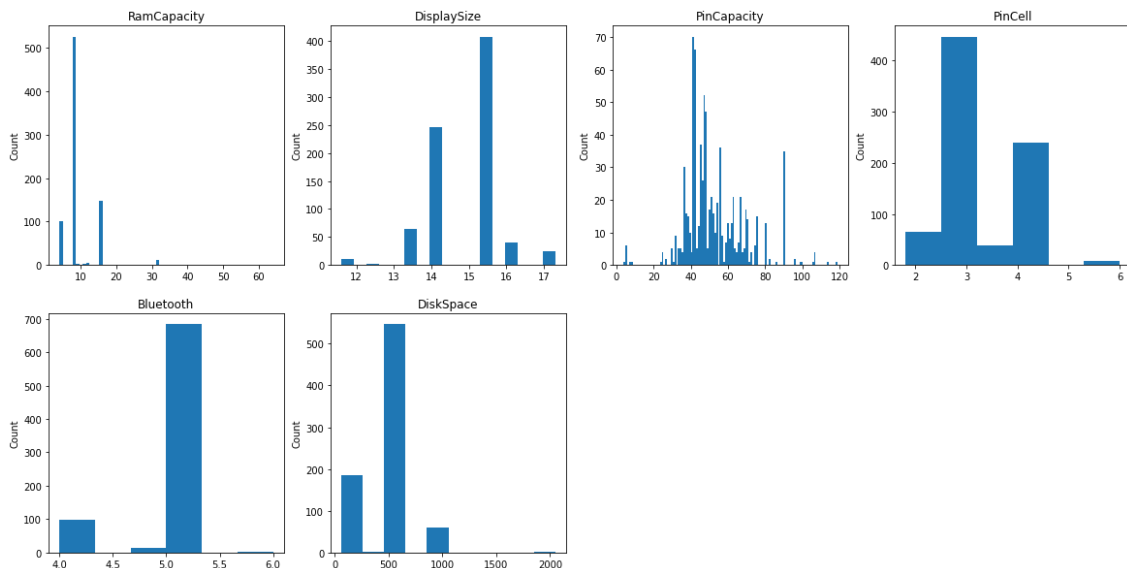 RamCapacity
Count
500
400
300
200
100
0
10 20 30 40 50 60
DisplaySize
400
350
300
250
200
150
100
50
0
12 13 14 15 16 17
PinCapacity
Count
70
60
50
40
30
20
10
0
0 20 40 60 80 100 120
PinCell
Count
400
300
200
100
0
2 3 4 5 6
Bluetooth
Count
700
600
500
400
300
200
100
0
4.0 4.5 5.0 5.5 6.0
DiskSpace
Count
500
400
300
200
100
0
0 500 1000 1500 2000